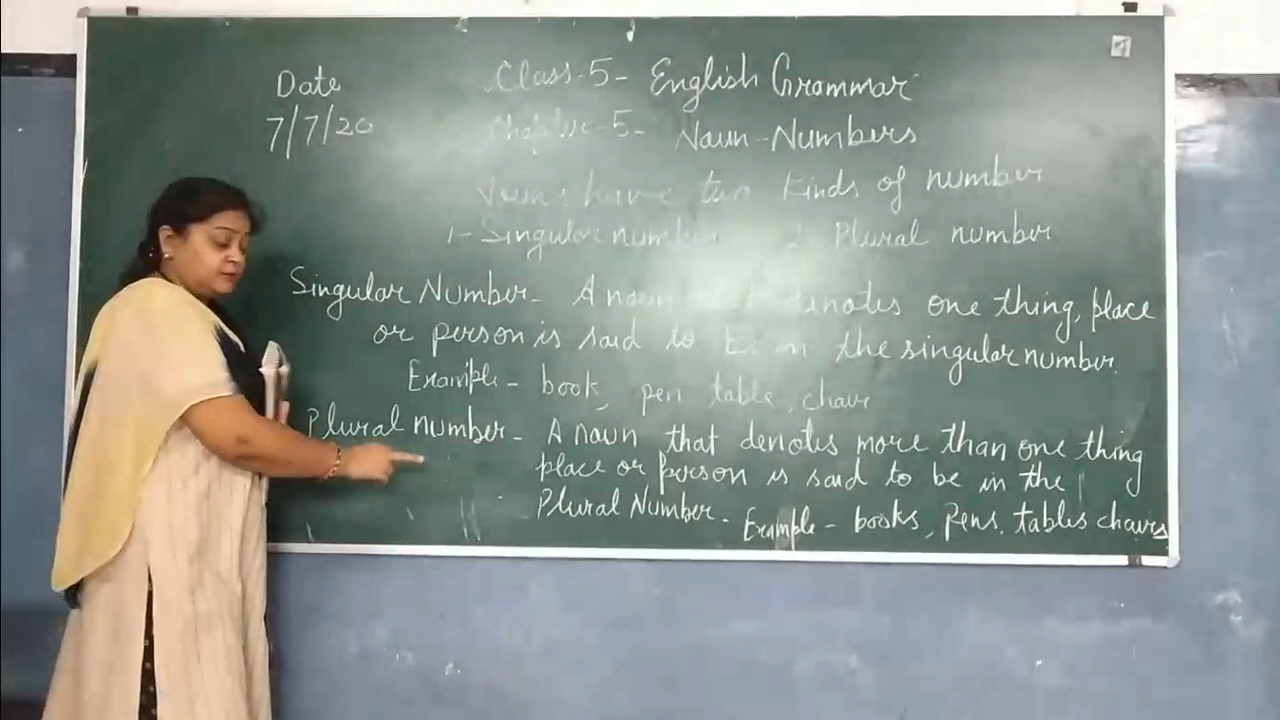 Date
7/7/20
Class-5- English Grammar
Chapter-5- Noun-Numbers
Nouns have two kinds of number
1- Singular number 2 Plural number
Singular Number- A noun denotes one thing, place
or person is said to be in the singular number.
Example- book, pen table, chair
Plural number- A noun that denotes more than one thing
place or person is said to be in the
Plural Number. Example- books, pens. tables chairs